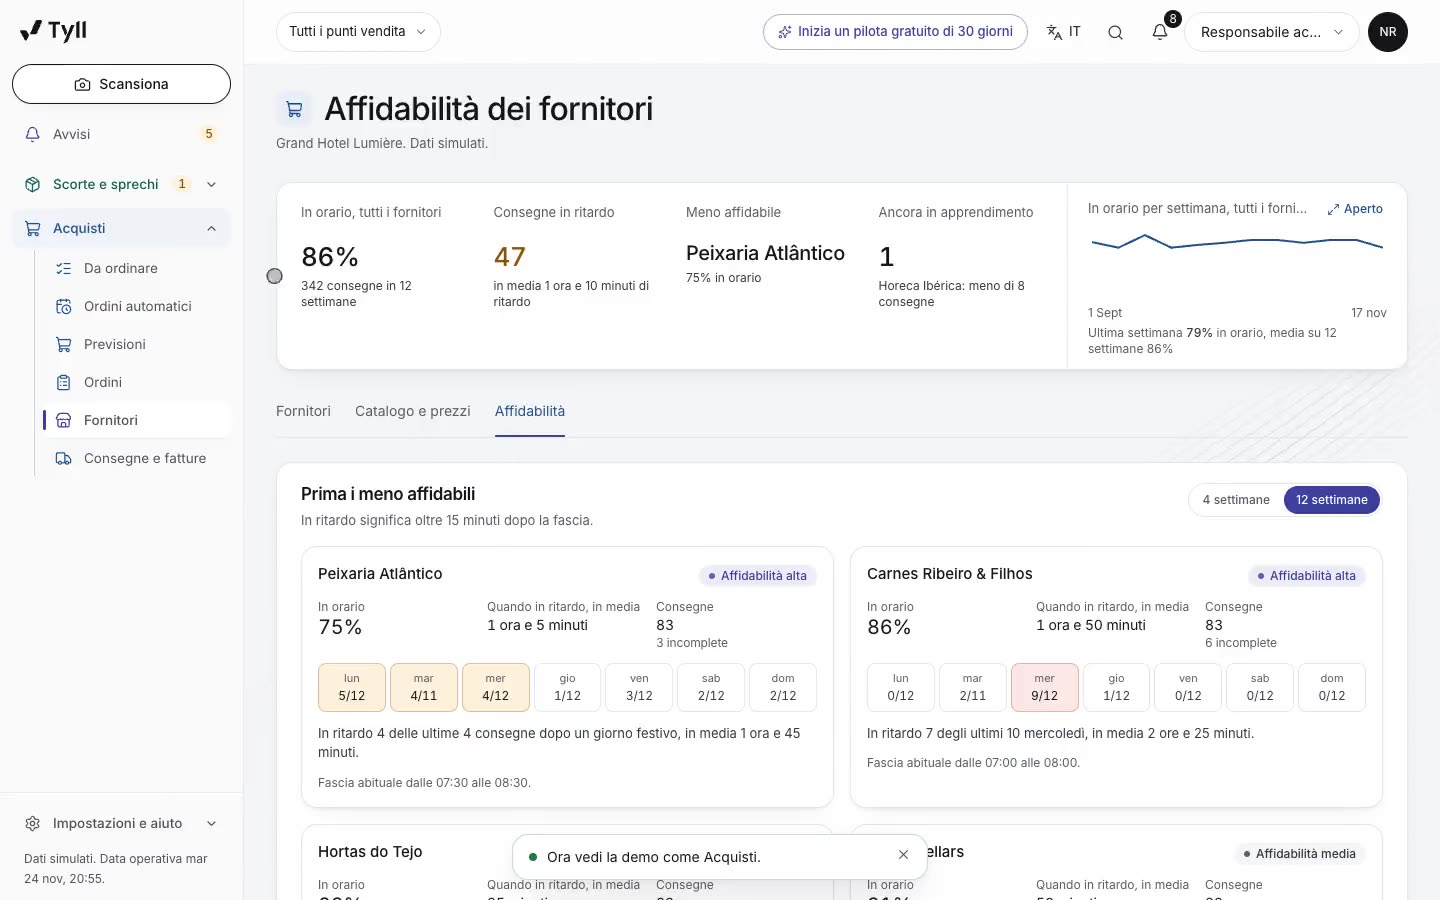 Tyll
Tutti i punti vendita
Inizia un pilota gratuito di 30 giorni
IT
8
Responsabile ac...
NR
Scansiona
Avvisi
5
Scorte e sprechi
1
Acquisti
Da ordinare
Ordini automatici
Previsioni
Ordini
Fornitori
Consegne e fatture
Impostazioni e aiuto
Dati simulati. Data operativa mar
24 nov, 20:55.
Affidabilità dei fornitori
Grand Hotel Lumière. Dati simulati.
In orario, tutti i fornitori
86%
342 consegne in 12
settimane
Consegne in ritardo
47
in media 1 ora e 10 minuti di
ritardo
Meno affidabile
Peixaria Atlântico
75% in orario
Ancora in apprendimento
1
Horeca Ibérica: meno di 8
consegne
In orario per settimana, tutti i forni...
Aperto
1 Sept
17 nov
Ultima settimana 79% in orario, media su 12
settimane 86%
Fornitori
Catalogo e prezzi
Affidabilità
Prima i meno affidabili
In ritardo significa oltre 15 minuti dopo la fascia.
4 settimane
12 settimane
Peixaria Atlântico
Affidabilità alta
In orario
75%
Quando in ritardo, in media
1 ora e 5 minuti
Consegne
83
3 incomplete
lun
5/12
mar
4/11
mer
4/12
gio
1/12
ven
3/12
sab
2/12
dom
2/12
In ritardo 4 delle ultime 4 consegne dopo un giorno festivo, in media 1 ora e 45
minuti.
Fascia abituale dalle 07:30 alle 08:30.
Carnes Ribeiro & Filhos
Affidabilità alta
In orario
86%
Quando in ritardo, in media
1 ora e 50 minuti
Consegne
83
6 incomplete
lun
0/12
mar
2/11
mer
9/12
gio
1/12
ven
0/12
sab
0/12
dom
0/12
In ritardo 7 degli ultimi 10 mercoledì, in media 2 ore e 25 minuti.
Fascia abituale dalle 07:00 alle 08:00.
Hortas do Tejo
In orario
Quando in ritardo, in media
Consegne
ellars
Affidabilità media
In orario
Quando in ritardo, in media
Consegne
Ora vedi la demo come Acquisti.